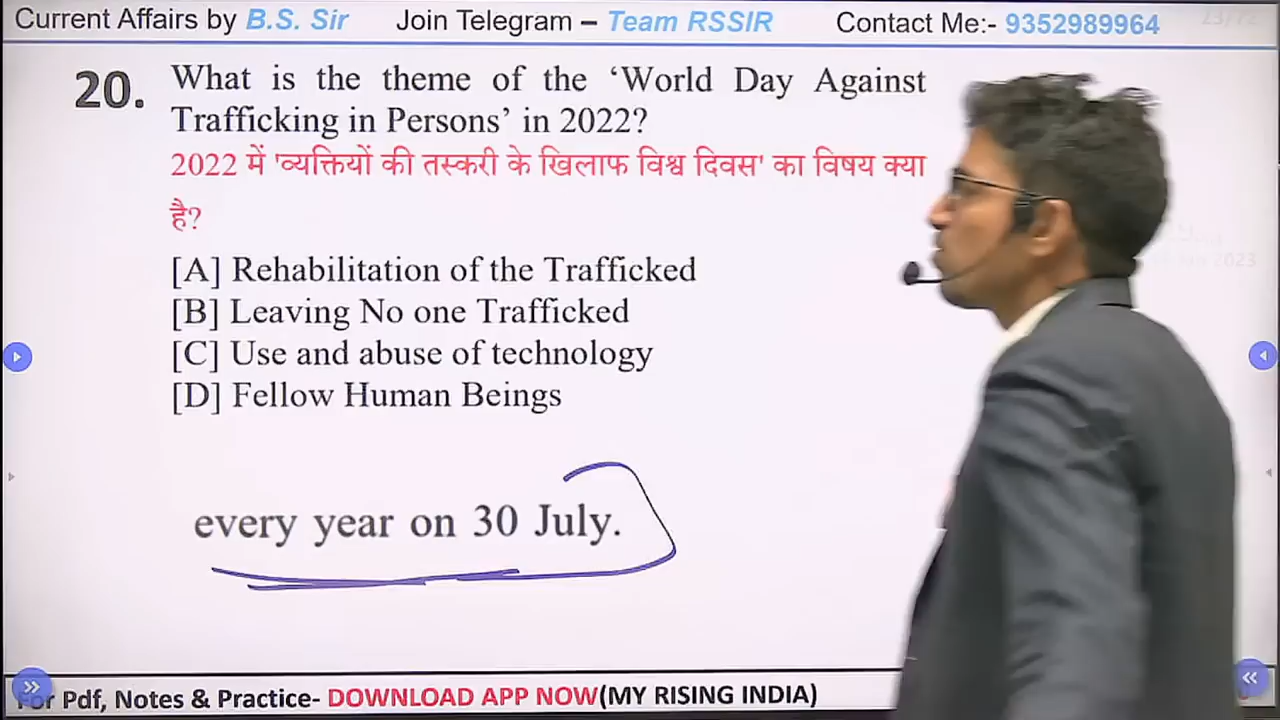 Current Affairs by B.S. Sir Join Telegram – Team RSSIR Contact Me:- 9352989964
20. What is the theme of the ‘World Day Against
Trafficking in Persons’ in 2022?
2022 में 'व्यक्तियों की तस्करी के खिलाफ विश्व दिवस' का विषय क्या
है?
[A] Rehabilitation of the Trafficked
[B] Leaving No one Trafficked
[C] Use and abuse of technology
[D] Fellow Human Beings
every year on 30 July.
For Pdf, Notes & Practice- DOWNLOAD APP NOW(MY RISING INDIA)